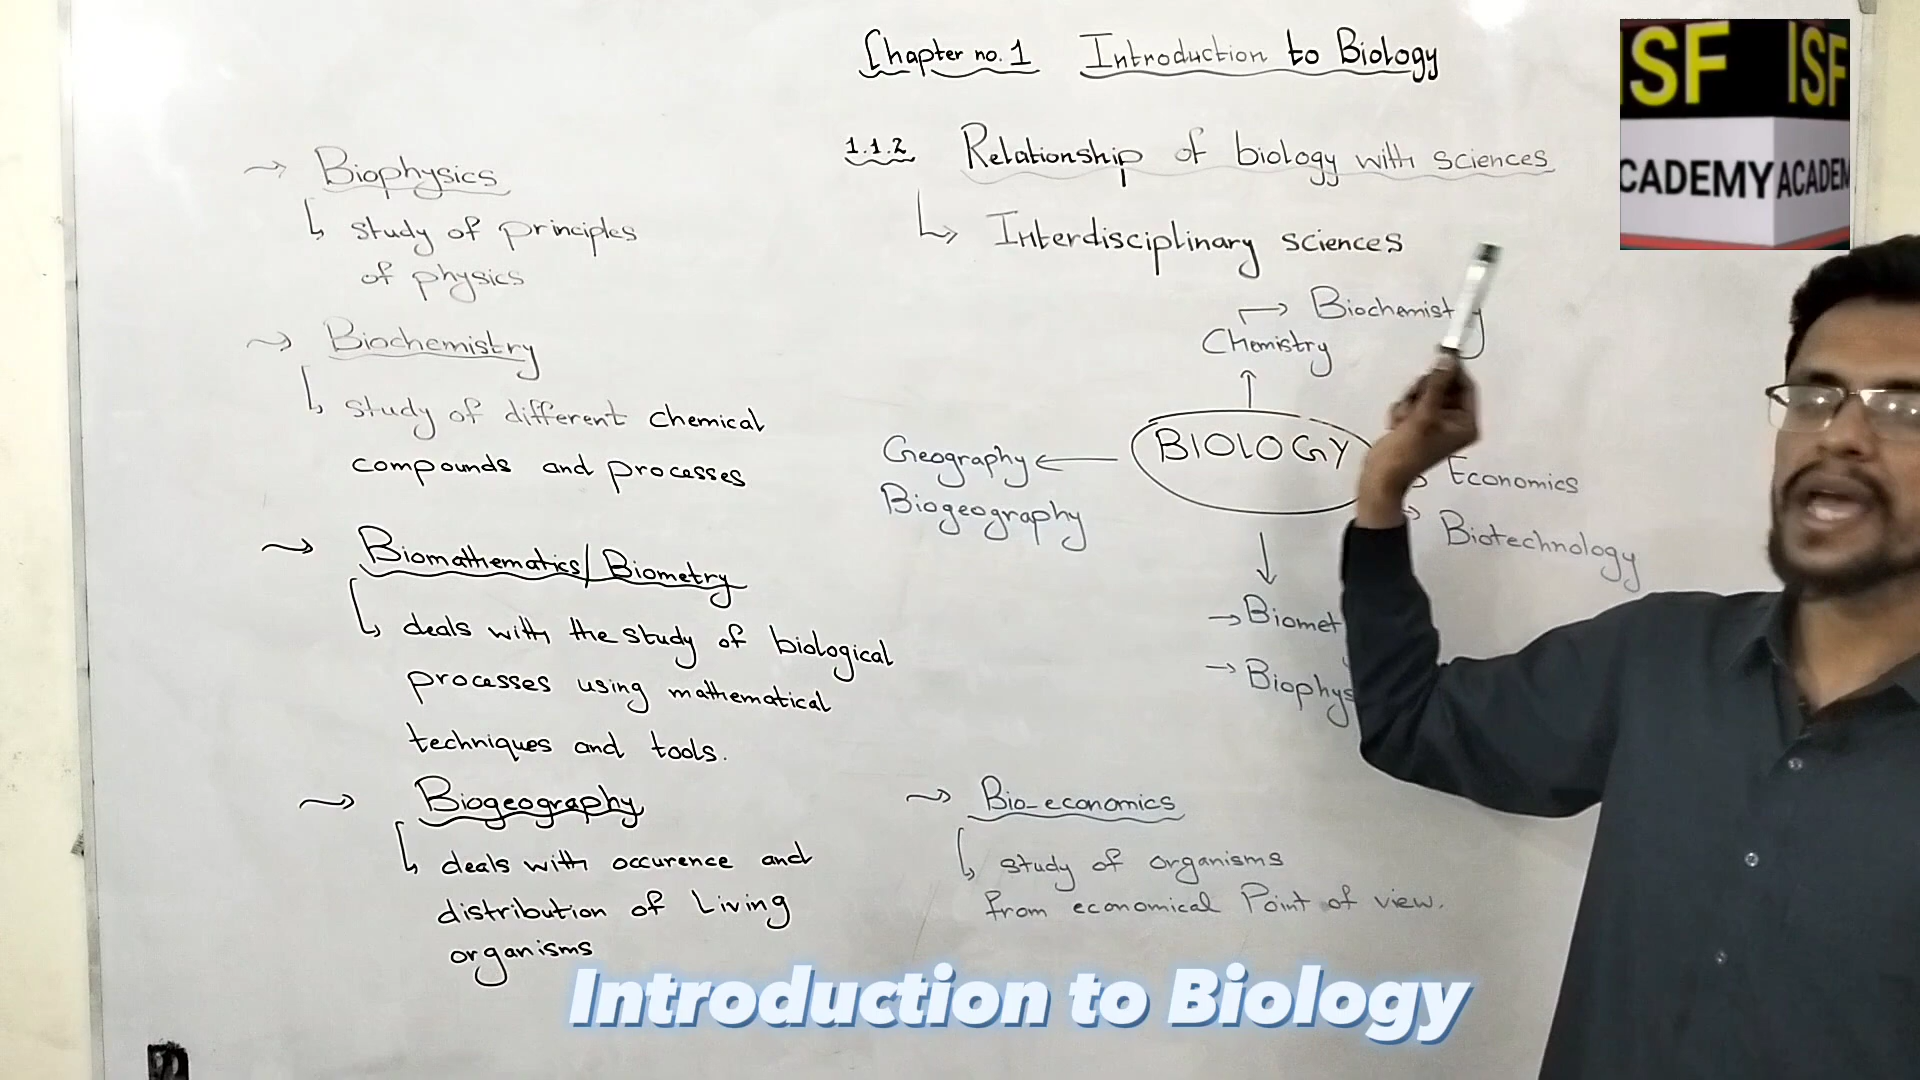 Chapter no. 1 Introduction to Biology
1.1.2 Relationship of biology with sciences
Interdisciplinary sciences
Biochemistry
Chemistry
BIOLOGY
Geography
Biogeography
Economics
Biotechnology
Biomet
Biophys
Biophysics
study of principles
of physics
Biochemistry
study of different chemical
compounds and processes
Biomathematics/Biometry
deals with the study of biological
processes using mathematical
techniques and tools.
Biogeography
deals with occurence and
distribution of Living
organisms
Bio-economics
study of organisms
from economical Point of view.
Introduction to Biology
ISF ISF
CADEMY ACADEM